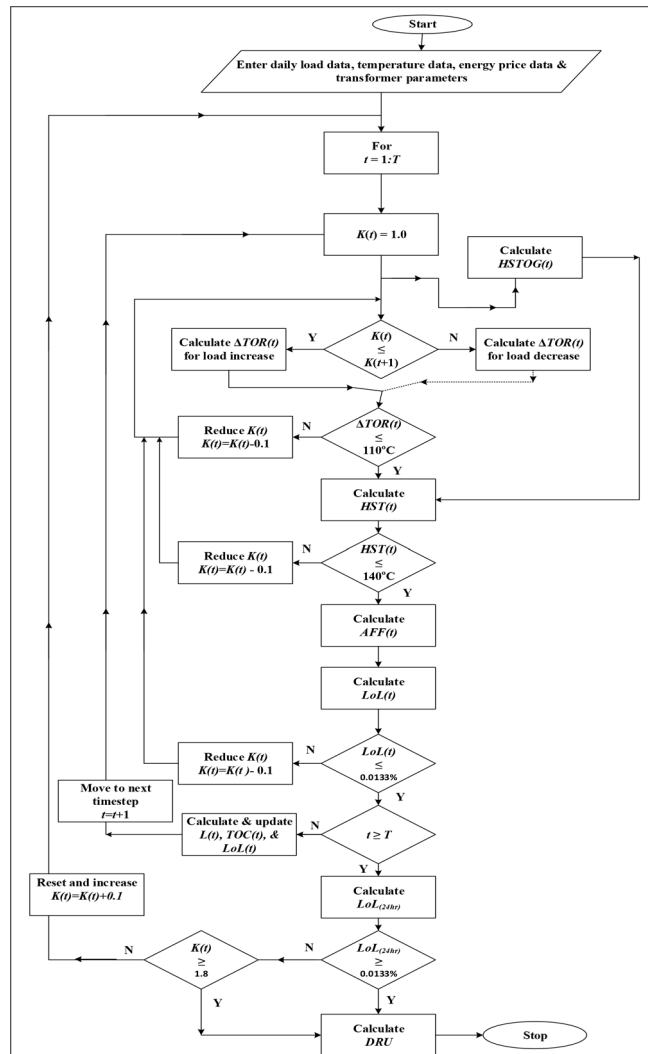 Start
Enter daily load data, temperature data, energy price data &
transformer parameters
For
t = 1:T
K(t) = 1.0
Calculate
HSTOG(t)
Calculate ΔTOR(t)
for load increase
Y
K(t)
≤
K(t+1)
N
Calculate ΔTOR(t)
for load decrease
Reduce K(t)
K(t)=K(t)-0.1
N
ΔTOR(t)
≤
110°C
Y
Calculate
HST(t)
Reduce K(t)
K(t)=K(t) - 0.1
N
HST(t)
≤
140°C
Y
Calculate
AFF(t)
Calculate
LoL(t)
Reduce K(t)
K(t)=K(t )- 0.1
N
LoL(t)
≤
0.0133%
Y
Move to next
timestep
t=t+1
Calculate & update
L(t), TOC(t), &
LoL(t)
N
t ≥ T
Y
Reset and increase
K(t)=K(t)+0.1
Calculate
LoL(24hr)
N
K(t)
≥
1.8
N
LoL(24hr)
≥
0.0133%
Y
Y
Calculate
DRU
Stop